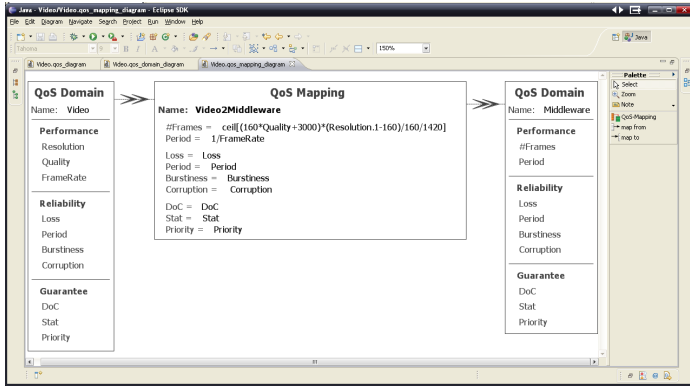 Java - Video/Video.qos_mapping_diagram - Eclipse SDK
File Edit Diagram Navigate Search Project Run Window Help
Tahoma 9 B I A 150% Java
Video.qos_diagram Video.qos_domain_diagram Video.qos_mapping_diagram
QoS Domain
Name: Video
Performance
Resolution
Quality
FrameRate
Reliability
Loss
Period
Burstiness
Corruption
Guarantee
DoC
Stat
Priority
QoS Mapping
Name: Video2Middleware
#Frames = ceil[(160*Quality+3000)*(Resolution.1-160)/160/1420]
Period = 1/FrameRate
Loss = Loss
Period = Period
Burstiness = Burstiness
Corruption = Corruption
DoC = DoC
Stat = Stat
Priority = Priority
QoS Domain
Name: Middleware
Performance
#Frames
Period
Reliability
Loss
Period
Burstiness
Corruption
Guarantee
DoC
Stat
Priority
Palette
Select
Zoom
Note
QoS-Mapping
map from
map to